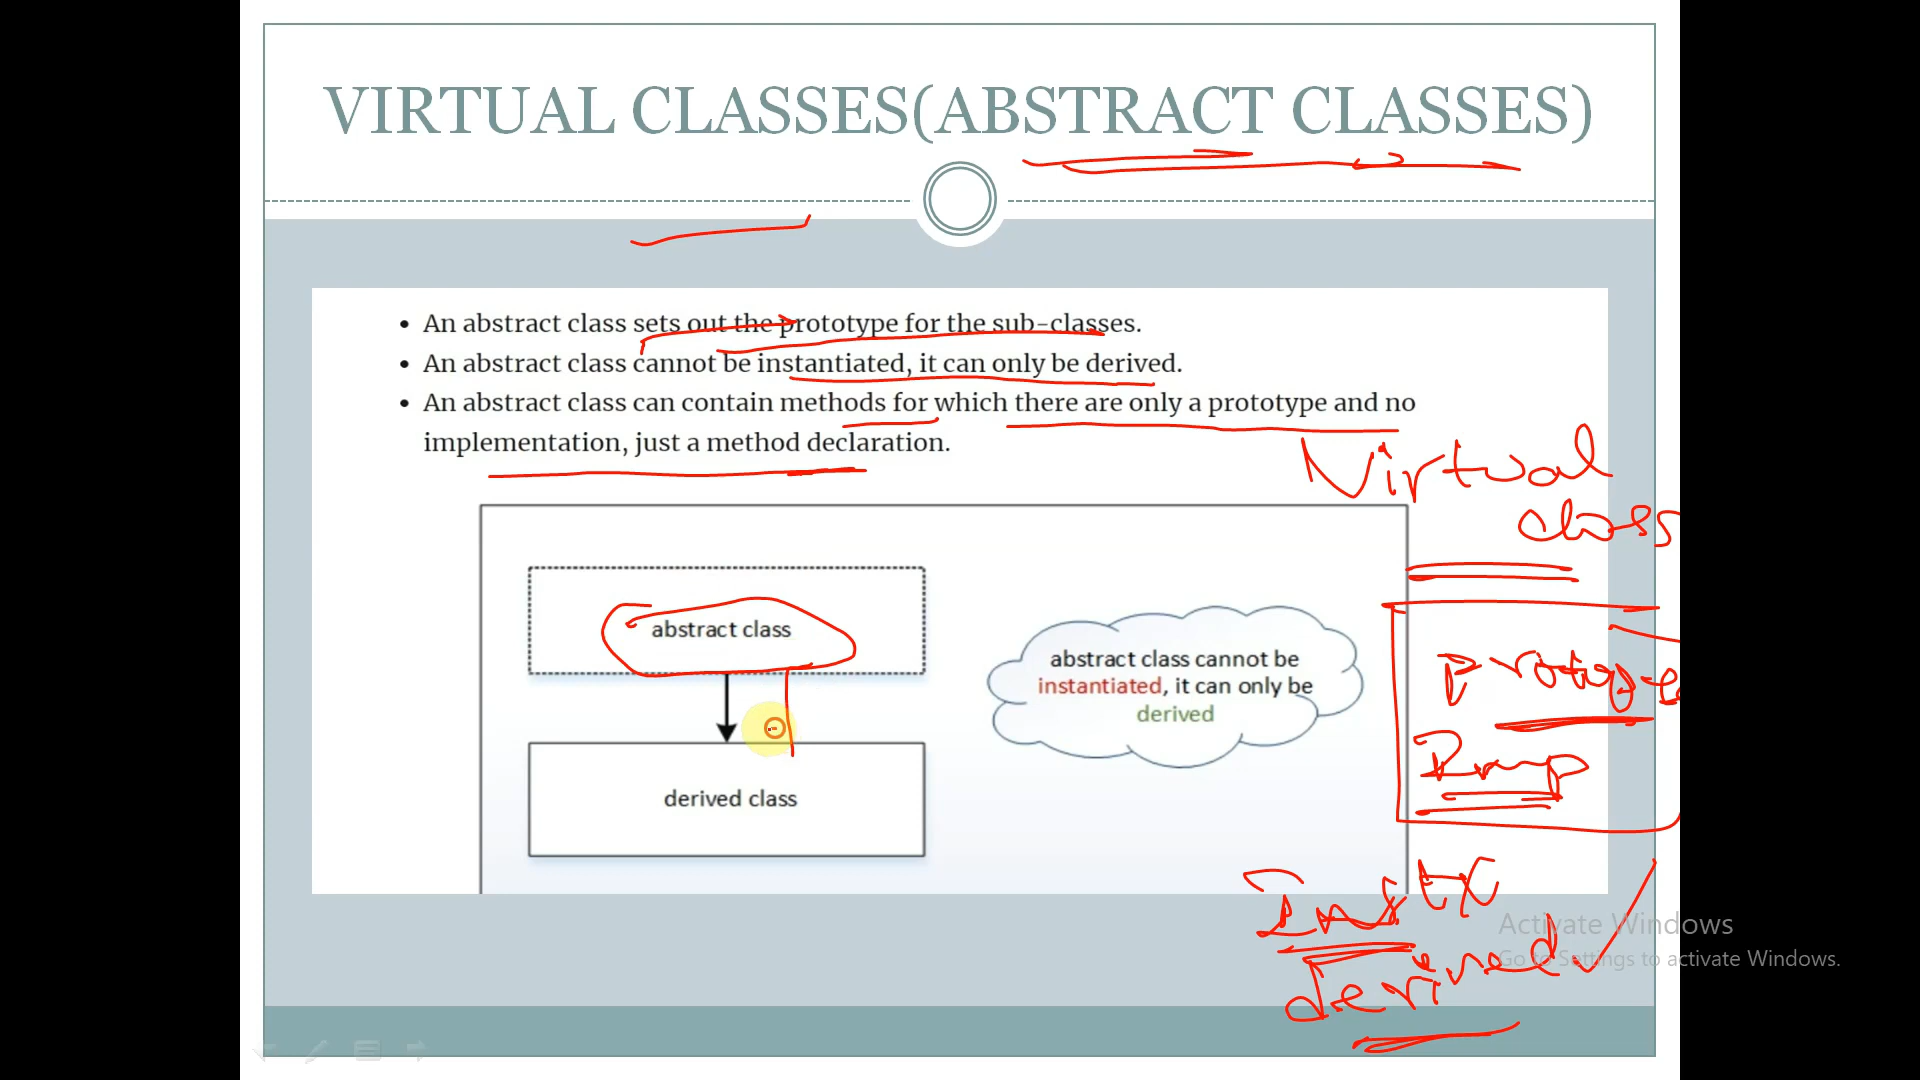 VIRTUAL CLASSES(ABSTRACT CLASSES)
• An abstract class sets out the prototype for the sub-classes.
• An abstract class cannot be instantiated, it can only be derived.
• An abstract class can contain methods for which there are only a prototype and no
implementation, just a method declaration.
Virtual
class
abstract class
abstract class cannot be
instantiated, it can only be
derived
prototype
Imp
derived class
Inst X
derived ✓
Activate Windows
Go to Settings to activate Windows.